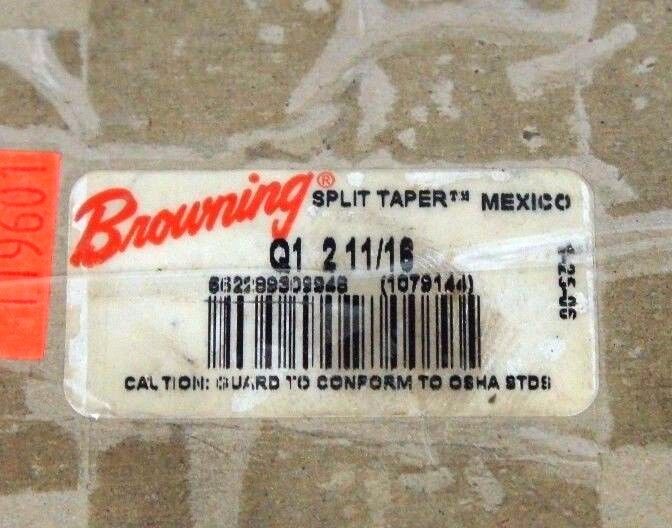 Browning® SPLIT TAPER™ MEXICO
Q1 2 11/16
(1079144)
CAUTION: GUARD TO CONFORM TO OSHA STDS
119601